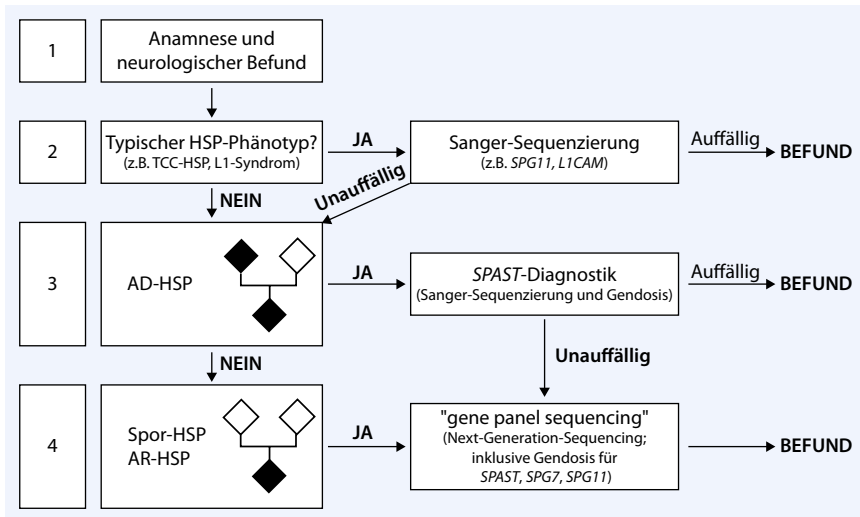 1
Anamnese und
neurologischer Befund
2
Typischer HSP-Phänotyp?
(z.B. TCC-HSP, L1-Syndrom)
JA
Sanger-Sequenzierung
(z.B. SPG11, L1CAM)
Auffällig
BEFUND
NEIN
Unauffällig
3
AD-HSP
JA
SPAST-Diagnostik
(Sanger-Sequenzierung und Gendosis)
Auffällig
BEFUND
NEIN
Unauffällig
4
Spor-HSP
AR-HSP
JA
"gene panel sequencing"
(Next-Generation-Sequencing;
inklusive Gendosis für
SPAST, SPG7, SPG11)
BEFUND